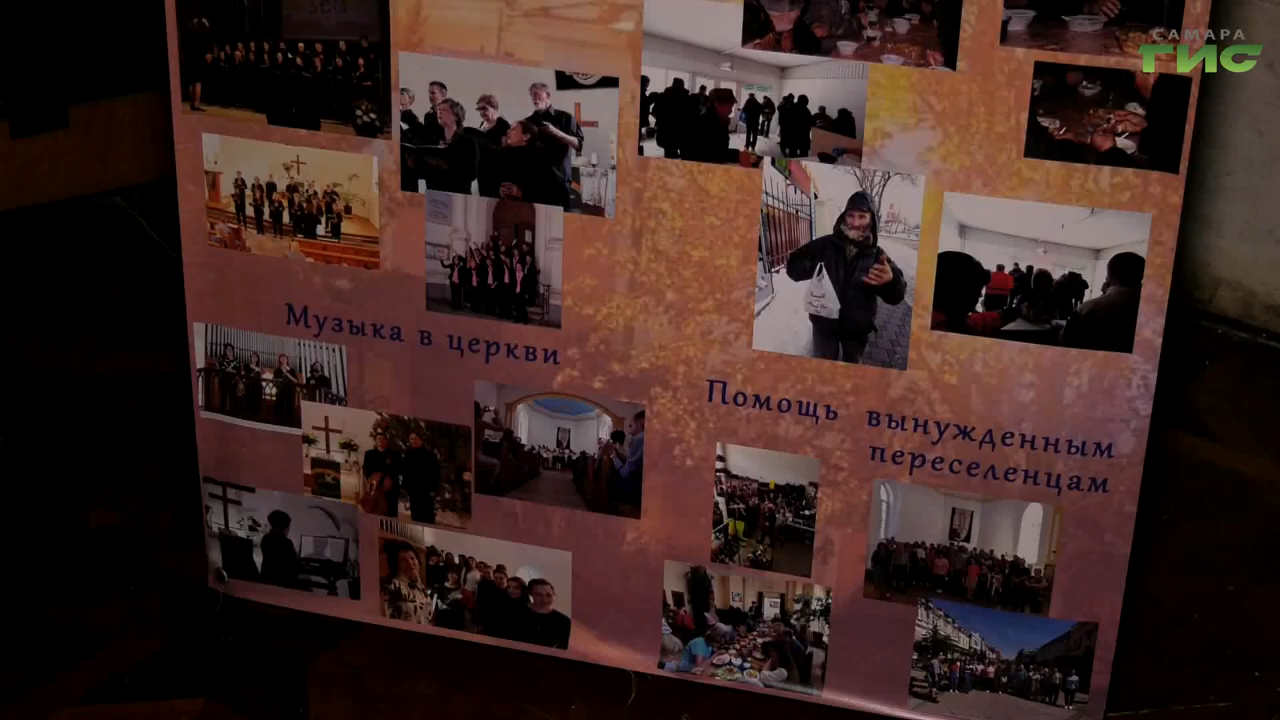 САМАРА
ГИС
Музыка в церкви
Помощь вынужденным
переселенцам